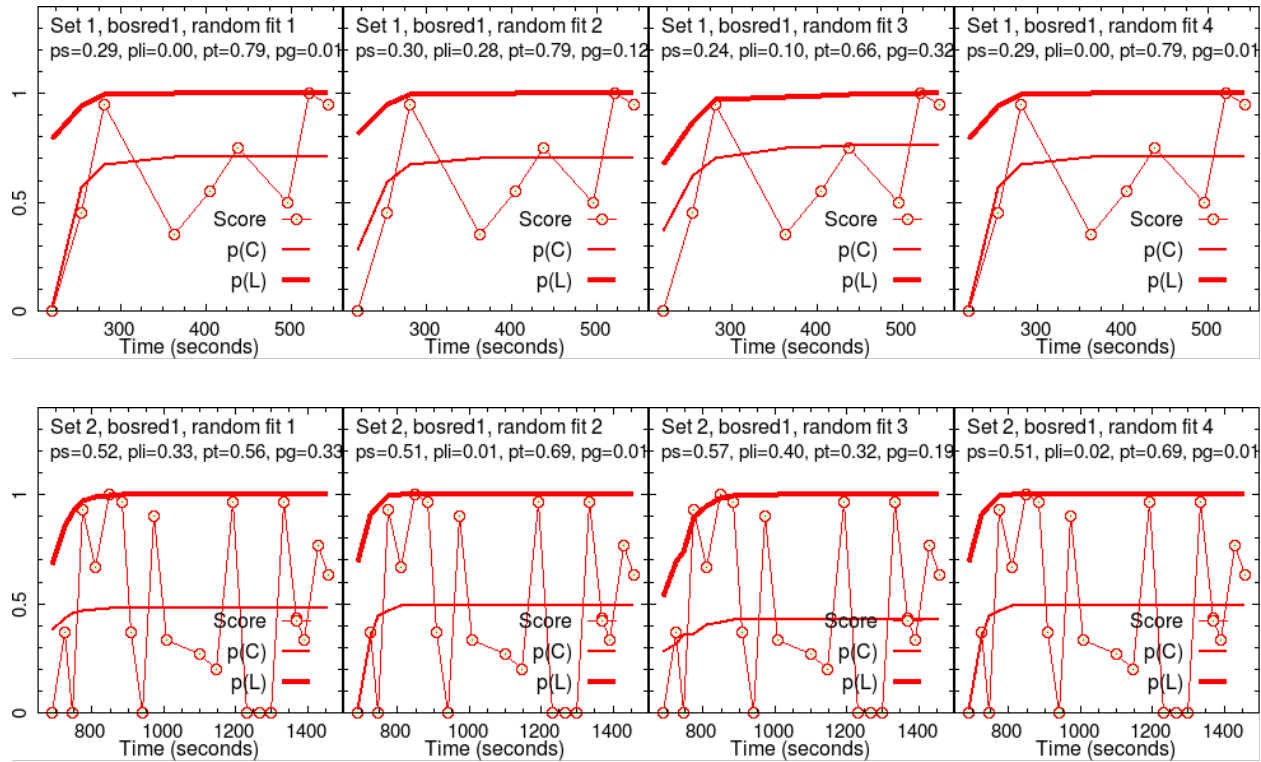 Set 1, bosred1, random fit 1
ps=0.29, pli=0.00, pt=0.79, pg=0.01
Set 1, bosred1, random fit 2
ps=0.30, pli=0.28, pt=0.79, pg=0.12
Set 1, bosred1, random fit 3
ps=0.24, pli=0.10, pt=0.66, pg=0.32
Set 1, bosred1, random fit 4
ps=0.29, pli=0.00, pt=0.79, pg=0.01
1
0.5
0
Score
p(C)
p(L)
Score
p(C)
p(L)
Score
p(C)
p(L)
Score
p(C)
p(L)
300 400 500
300 400 500
300 400 500
300 400 500
Time (seconds)
Time (seconds)
Time (seconds)
Time (seconds)
Set 2, bosred1, random fit 1
ps=0.52, pli=0.33, pt=0.56, pg=0.33
Set 2, bosred1, random fit 2
ps=0.51, pli=0.01, pt=0.69, pg=0.01
Set 2, bosred1, random fit 3
ps=0.57, pli=0.40, pt=0.32, pg=0.19
Set 2, bosred1, random fit 4
ps=0.51, pli=0.02, pt=0.69, pg=0.01
1
0.5
0
Score
p(C)
p(L)
Score
p(C)
p(L)
Score
p(C)
p(L)
Score
p(C)
p(L)
800 1000 1200 1400
800 1000 1200 1400
800 1000 1200 1400
800 1000 1200 1400
Time (seconds)
Time (seconds)
Time (seconds)
Time (seconds)